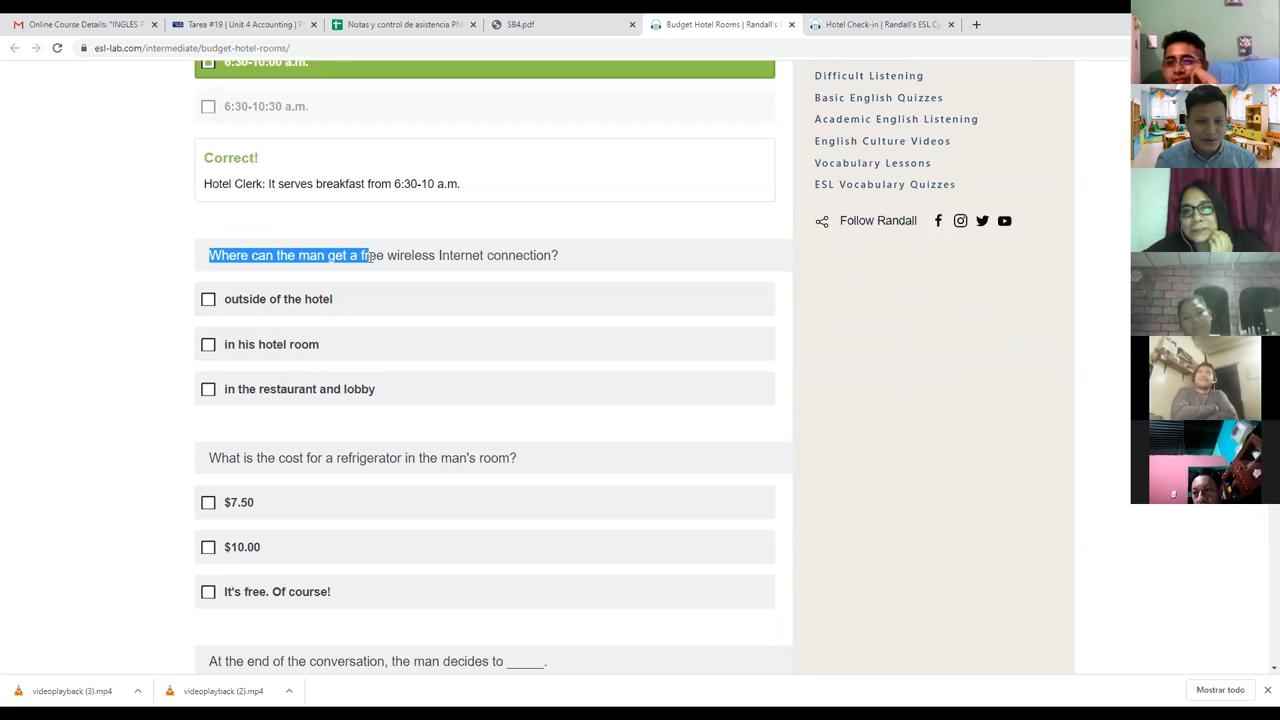 Online Course Details: "INGLES P
Tarea #19 | Unit 4 Accounting | P
Notas y control de asistencia PN
SB4.pdf
Budget Hotel Rooms | Randall's E
Hotel Check-in | Randall's ESL Cy
esl-lab.com/intermediate/budget-hotel-rooms/
6:30-10:00 a.m.
6:30-10:30 a.m.
Correct!
Hotel Clerk: It serves breakfast from 6:30-10 a.m.
Where can the man get a free wireless Internet connection?
outside of the hotel
in his hotel room
in the restaurant and lobby
What is the cost for a refrigerator in the man's room?
$7.50
$10.00
It's free. Of course!
At the end of the conversation, the man decides to _____.
Difficult Listening
Basic English Quizzes
Academic English Listening
English Culture Videos
Vocabulary Lessons
ESL Vocabulary Quizzes
Follow Randall
videoplayback (3).mp4
videoplayback (2).mp4
Mostrar todo